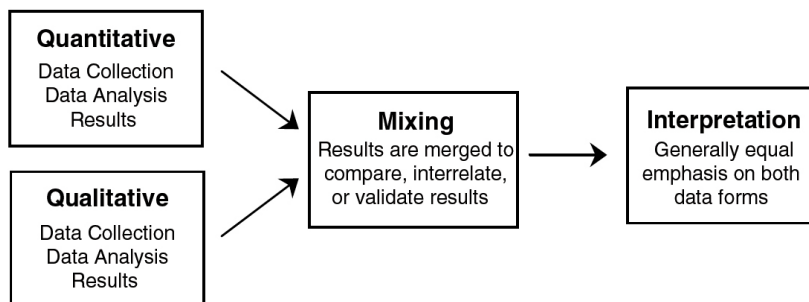 Quantitative
Data Collection
Data Analysis
Results
Qualitative
Data Collection
Data Analysis
Results
Mixing
Results are merged to
compare, interrelate,
or validate results
Interpretation
Generally equal
emphasis on both
data forms